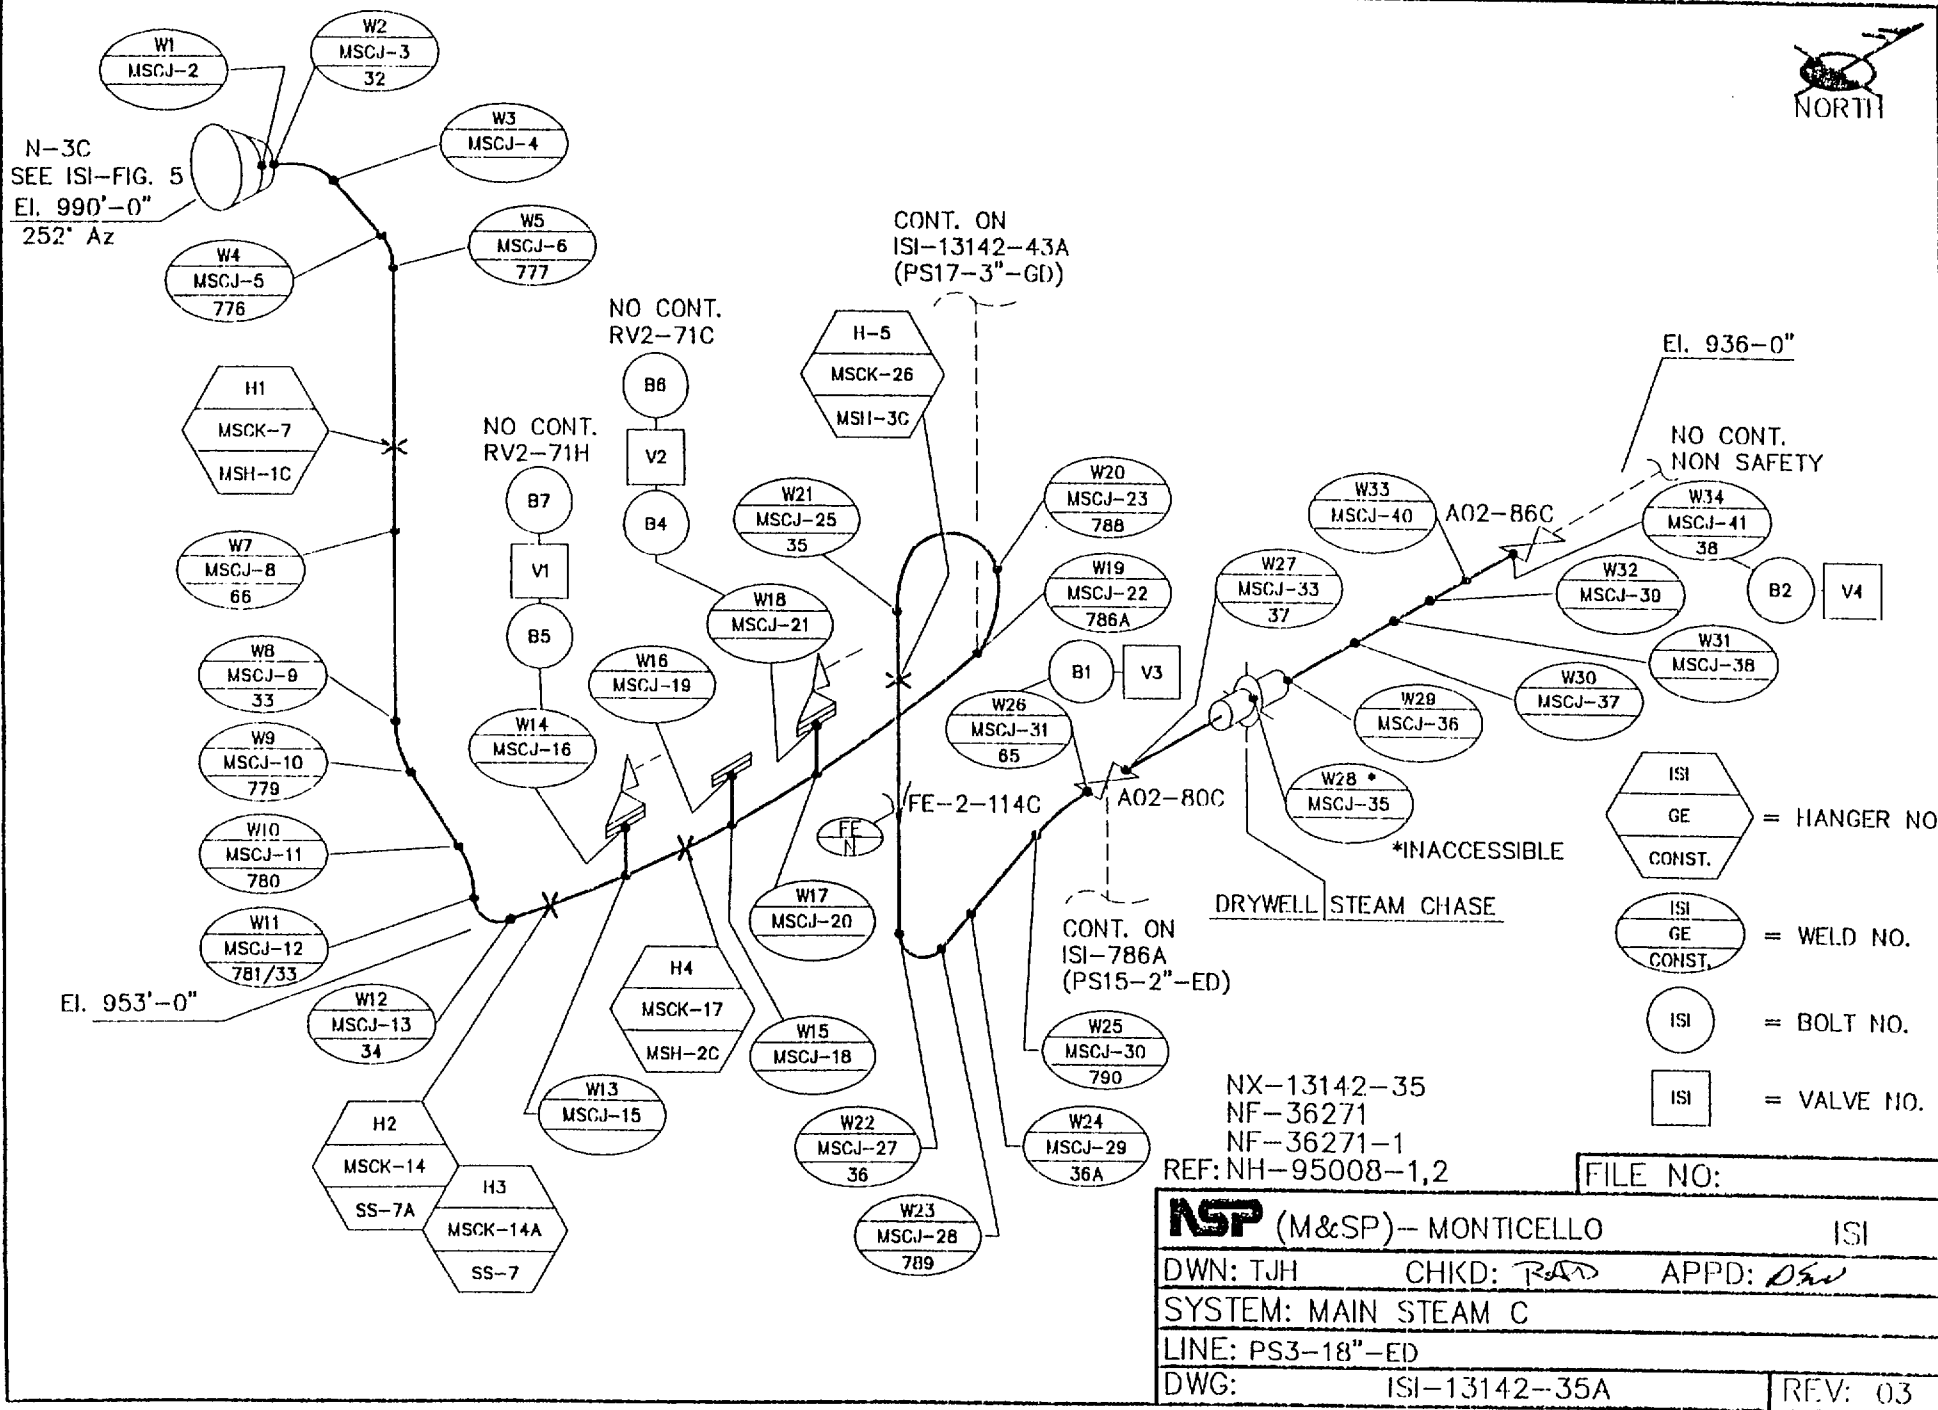 W1
MSCJ-2
W2
MSCJ-3
32
NORTH
W3
MSCJ-4
N-3C
SEE ISI-FIG. 5
El. 990'-0"
252° Az
W4
MSCJ-5
776
W5
MSCJ-6
777
CONT. ON
ISI-13142-43A
(PS17-3"-GD)
NO CONT.
RV2-71C
B6
V2
B4
H-5
MSCK-26
MSH-3C
El. 936-0"
NO CONT.
NON SAFETY
H1
MSCK-7
MSH-1C
NO CONT.
RV2-71H
B7
V1
B5
W21
MSCJ-25
35
W20
MSCJ-23
788
W33
MSCJ-40
A02-86C
W34
MSCJ-41
38
W7
MSCJ-8
66
W18
MSCJ-21
W19
MSCJ-22
786A
W27
MSCJ-33
37
W32
MSCJ-39
B2
V4
W8
MSCJ-9
33
W16
MSCJ-19
B1
V3
W31
MSCJ-38
W30
MSCJ-37
W29
MSCJ-36
W26
MSCJ-31
65
W14
MSCJ-16
W9
MSCJ-10
779
W28 *
MSCJ-35
*INACCESSIBLE
A02-80C
FE-2-114C
FE
N
ISI
GE
CONST.
= HANGER NO
W10
MSCJ-11
780
W17
MSCJ-20
DRYWELL STEAM CHASE
W11
MSCJ-12
781/33
CONT. ON
ISI-786A
(PS15-2"-ED)
ISI
GE
CONST.
= WELD NO.
El. 953'-0"
W12
MSCJ-13
34
H4
MSCK-17
MSH-2C
W15
MSCJ-18
W25
MSCJ-30
790
ISI
= BOLT NO.
W13
MSCJ-15
ISI
= VALVE NO.
H2
MSCK-14
SS-7A
H3
MSCK-14A
SS-7
W22
MSCJ-27
36
W24
MSCJ-29
36A
W23
MSCJ-28
789
NX-13142-35
NF-36271
NF-36271-1
REF: NH-95008-1,2
FILE NO:
NSP (M&SP)-- MONTICELLO ISI
DWN: TJH CHKD: RAD APPD:
SYSTEM: MAIN STEAM C
LINE: PS3-18"-ED
DWG: ISI-13142-35A
REV: 03